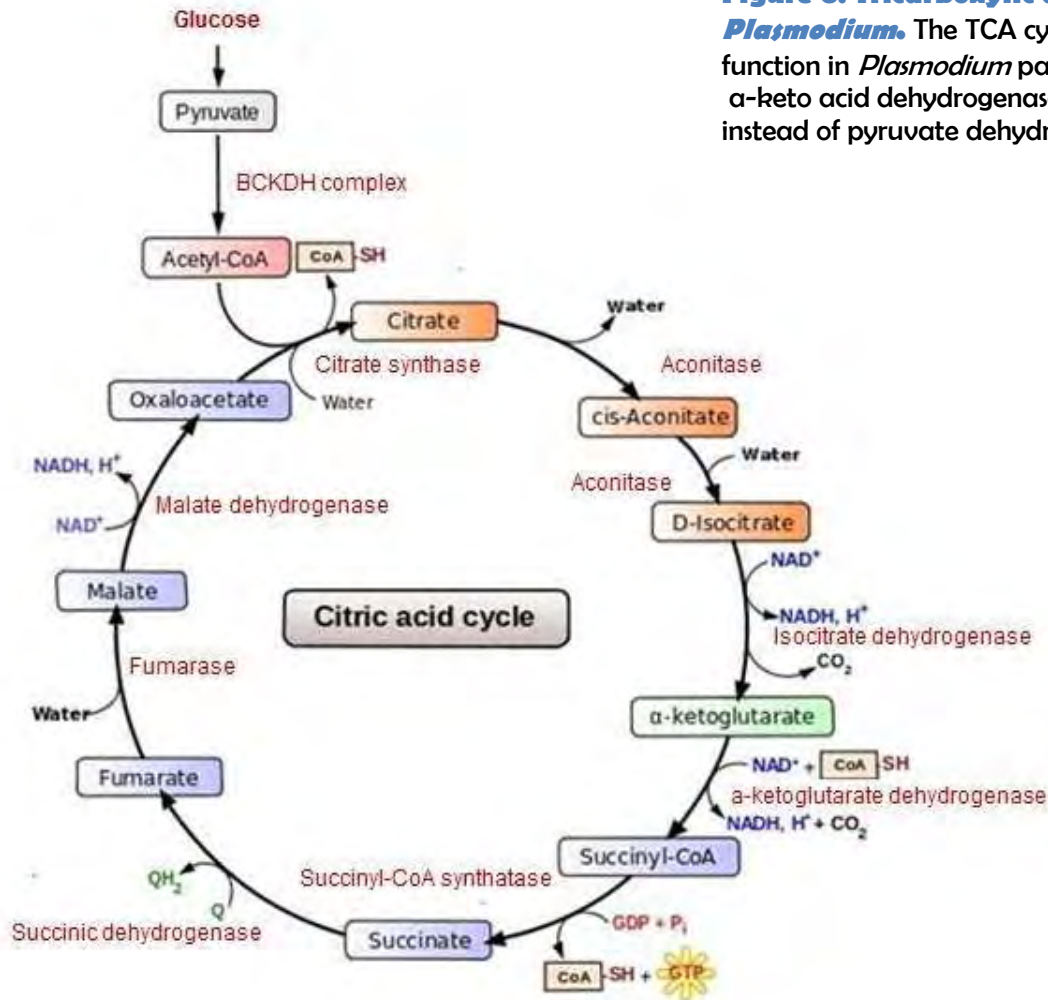 Plasmodium. The TCA cy
function in Plasmodium pa
α-keto acid dehydrogenase
instead of pyruvate dehydr
Glucose
Pyruvate
BCKDH complex
Acetyl-CoA
CoA-SH
Citrate
Water
Citrate synthase
Water
Aconitase
Oxaloacetate
cis-Aconitate
Water
Aconitase
NADH, H⁺
Malate dehydrogenase
NAD⁺
D-Isocitrate
NAD⁺
NADH, H⁺
Isocitrate dehydrogenase
CO₂
Malate
Citric acid cycle
Fumarase
Water
α-ketoglutarate
NAD⁺ + CoA-SH
a-ketoglutarate dehydrogenase
NADH, H⁺ + CO₂
Fumarate
Succinyl-CoA
Succinyl-CoA synthatase
QH₂
Q
Succinic dehydrogenase
GDP + Pi
Succinate
CoA-SH + GTP